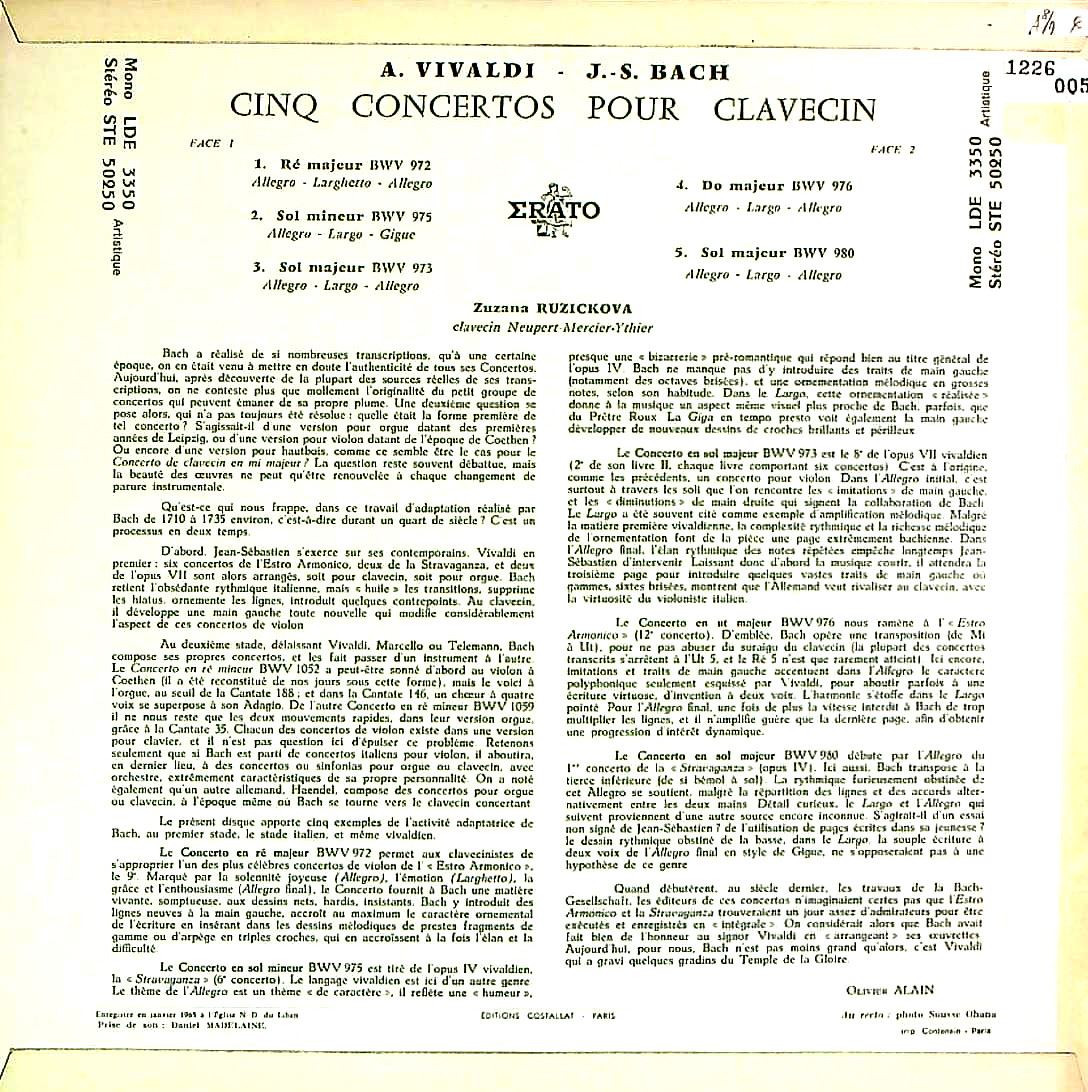 A 8/9 R
1226
005
A. VIVALDI - J.-S. BACH
CINQ CONCERTOS POUR CLAVECIN
Mono LDE 3350
Stéréo STE 50250
Artistique
Artistique
Mono LDE 3350
Stéréo STE 50250
FACE 1
1. Ré majeur BWV 972
Allegro - Larghetto - Allegro
2. Sol mineur BWV 975
Allegro - Largo - Gigue
3. Sol majeur BWV 973
Allegro - Largo - Allegro
ΣRATO
FACE 2
4. Do majeur BWV 976
Allegro - Largo - Allegro
5. Sol majeur BWV 980
Allegro - Largo - Allegro
Zuzana RUZICKOVA
clavecin Neupert-Mercier-Ythier
Bach a réalisé de si nombreuses transcriptions, qu'à une certaine
époque, on en était venu à mettre en doute l'authenticité de tous ses Concertos.
Aujourd'hui, après découverte de la plupart des sources réelles de ses trans-
criptions, on ne conteste plus que mollement l'originalité du petit groupe de
concertos qui peuvent émaner de sa propre plume. Une deuxième question se
pose alors, qui n'a pas toujours été résolue : quelle était la forme première de
tel concerto ? S'agissait-il d'une version pour orgue datant des premières
années de Leipzig, ou d'une version pour violon datant de l'époque de Coethen ?
Ou encore d'une version pour hautbois, comme ce semble être le cas pour le
Concerto de clavecin en mi majeur ? La question reste souvent débattue, mais
la beauté des œuvres ne peut qu'être renouvelée à chaque changement de
parure instrumentale.
Qu'est-ce qui nous frappe, dans ce travail d'adaptation réalisé par
Bach de 1710 à 1735 environ, c'est-à-dire durant un quart de siècle ? C'est un
processus en deux temps.
D'abord, Jean-Sébastien s'exerce sur ses contemporains, Vivaldi en
premier : six concertos de l'Estro Armonico, deux de la Stravaganza, et deux
de l'opus VII sont alors arrangés, soit pour clavecin, soit pour orgue. Bach
retient l'obsédante rythmique italienne, mais « huile » les transitions, supprime
les hiatus, ornemente les lignes, introduit quelques contrepoints. Au clavecin,
il développe une main gauche toute nouvelle qui modifie considérablement
l'aspect de ces concertos de violon
Au deuxième stade, délaissant Vivaldi, Marcello ou Telemann, Bach
compose ses propres concertos, et les fait passer d'un instrument à l'autre.
Le Concerto en ré mineur BWV 1052 a peut-être sonné d'abord au violon à
Coethen (il a été reconstitué de nos jours sous cette forme), mais le voici à
l'orgue, au seuil de la Cantate 188 ; et dans la Cantate 146, un chœur à quatre
voix se superpose à son Adagio. De l'autre Concerto en ré mineur BWV 1059
il ne nous reste que les deux mouvements rapides, dans leur version orgue,
grâce à la Cantate 35. Chacun des concertos de violon existe dans une version
pour clavier, et il n'est pas question ici d'épuiser ce problème. Retenons
seulement que si Bach est parti de concertos italiens pour violon, il aboutira,
en dernier lieu, à des concertos ou sinfonias pour orgue ou clavecin, avec
orchestre, extrêmement caractéristiques de sa propre personnalité. On a noté
également qu'un autre allemand, Haendel, compose des concertos pour orgue
ou clavecin, à l'époque même où Bach se tourne vers le clavecin concertant
Le présent disque apporte cinq exemples de l'activité adaptatrice de
Bach, au premier stade, le stade italien, et même vivaldien.
Le Concerto en ré majeur BWV 972 permet aux clavecinistes de
s'approprier l'un des plus célèbres concertos de violon de l' « Estro Armonico »,
le 9e. Marqué par la solennité joyeuse (Allegro), l'émotion (Larghetto), la
grâce et l'enthousiasme (Allegro final), le Concerto fournit à Bach une matière
vivante, somptueuse, aux dessins nets, hardis, insistants. Bach y introduit des
lignes neuves à la main gauche, accroît au maximum le caractère ornemental
de l'écriture en insérant dans les dessins mélodiques de prestes fragments de
gamme ou d'arpège en triples croches, qui en accroissent à la fois l'élan et la
difficulté
Le Concerto en sol mineur BWV 975 est tiré de l'opus IV vivaldien,
la « Stravaganza » (6e concerto). Le langage vivaldien est ici d'un autre genre
Le thème de l'Allegro est un thème « de caractère », il reflète une « humeur »,
presque une « bizarrerie » pré-romantique qui répond bien au titre général de
l'opus IV. Bach ne manque pas d'y introduire des traits de main gauche
(notamment des octaves brisées), et une ornementation mélodique en grosses
notes, selon son habitude. Dans le Largo, cette ornementation « réalisée »
donne à la musique un aspect même visuel plus proche de Bach, parfois, que
du Prêtre Roux La Giga en tempo presto voit également la main gauche
développer de nouveaux dessins de croches brillants et périlleux
Le Concerto en sol majeur BWV 973 est le 8e de l'opus VII vivaldien
(2e de son livre II, chaque livre comportant six concertos) C'est à l'origine,
comme les précédents, un concerto pour violon Dans l'Allegro initial, c'est
surtout à travers les soli que l'on rencontre les « imitations » de main gauche,
et les « diminutions » de main droite qui signent la collaboration de Bach
Le Largo a été souvent cité comme exemple d'amplification mélodique. Malgré
la matière première vivaldienne, la complexité rythmique et la richesse mélodique
de l'ornementation font de la pièce une page extrêmement bachienne. Dans
l'Allegro final, l'élan rythmique des notes répétées empêche longtemps Jean-
Sébastien d'intervenir Laissant donc d'abord la musique courir, il attendra la
troisième page pour introduire quelques vastes traits de main gauche où
gammes, sixtes brisées, montrent que l'Allemand veut rivaliser au clavecin, avec
la virtuosité du violoniste italien.
Le Concerto en ut majeur BWV 976 nous ramène à l' « Estro
Armonico » (12e concerto). D'emblée, Bach opère une transposition (de Mi
à Ut), pour ne pas abuser du suraigu du clavecin (la plupart des concertos
transcrits s'arrêtent à l'Ut 5, et le Ré 5 n'est que rarement atteint) Ici encore,
imitations et traits de main gauche accentuent dans l'Allegro le caractère
polyphonique seulement esquissé par Vivaldi, pour aboutir parfois à une
écriture virtuose, d'invention à deux voix. L'harmonie s'étoffe dans le Largo
pointé Pour l'Allegro final, une fois de plus la vitesse interdit à Bach de trop
multiplier les lignes, et il n'amplifie guère que la dernière page, afin d'obtenir
une progression d'intérêt dynamique.
Le Concerto en sol majeur BWV 980 débute par l'Allegro du
1er concerto de la « Stravaganza » (opus IV). Ici aussi, Bach transpose à la
tierce inférieure (de si bémol à sol). La rythmique furieusement obstinée de
cet Allegro se soutient, malgré la répartition des lignes et des accords alter-
nativement entre les deux mains Détail curieux, le Largo et l'Allegro qui
suivent proviennent d'une autre source encore inconnue. S'agirait-il d'un essai
non signé de Jean-Sébastien ? de l'utilisation de pages écrites dans sa jeunesse ?
le dessin rythmique obstiné de la basse, dans le Largo, la souple écriture à
deux voix de l'Allegro final en style de Gigue, ne s'opposeraient pas à une
hypothèse de ce genre
Quand débutèrent, au siècle dernier, les travaux de la Bach-
Gesellschaft, les éditeurs de ces concertos n'imaginaient certes pas que l'Estro
Armonico et la Stravaganza trouveraient un jour assez d'admirateurs pour être
exécutés et enregistrés en « intégrale » On considérait alors que Bach avait
fait bien de l'honneur au signor Vivaldi en « arrangeant » ses œuvrettes
Aujourd'hui, pour nous, Bach n'est pas moins grand qu'alors, c'est Vivaldi
qui a gravi quelques gradins du Temple de la Gloire.
OLIVIER ALAIN
Enregistré en janvier 1965 à l'Église N. D. du Liban
Prise de son : Daniel MADELAINE.
ÉDITIONS COSTALLAT - PARIS
Au recto : photo Sousse Ohana
imp. Contensin - Paris